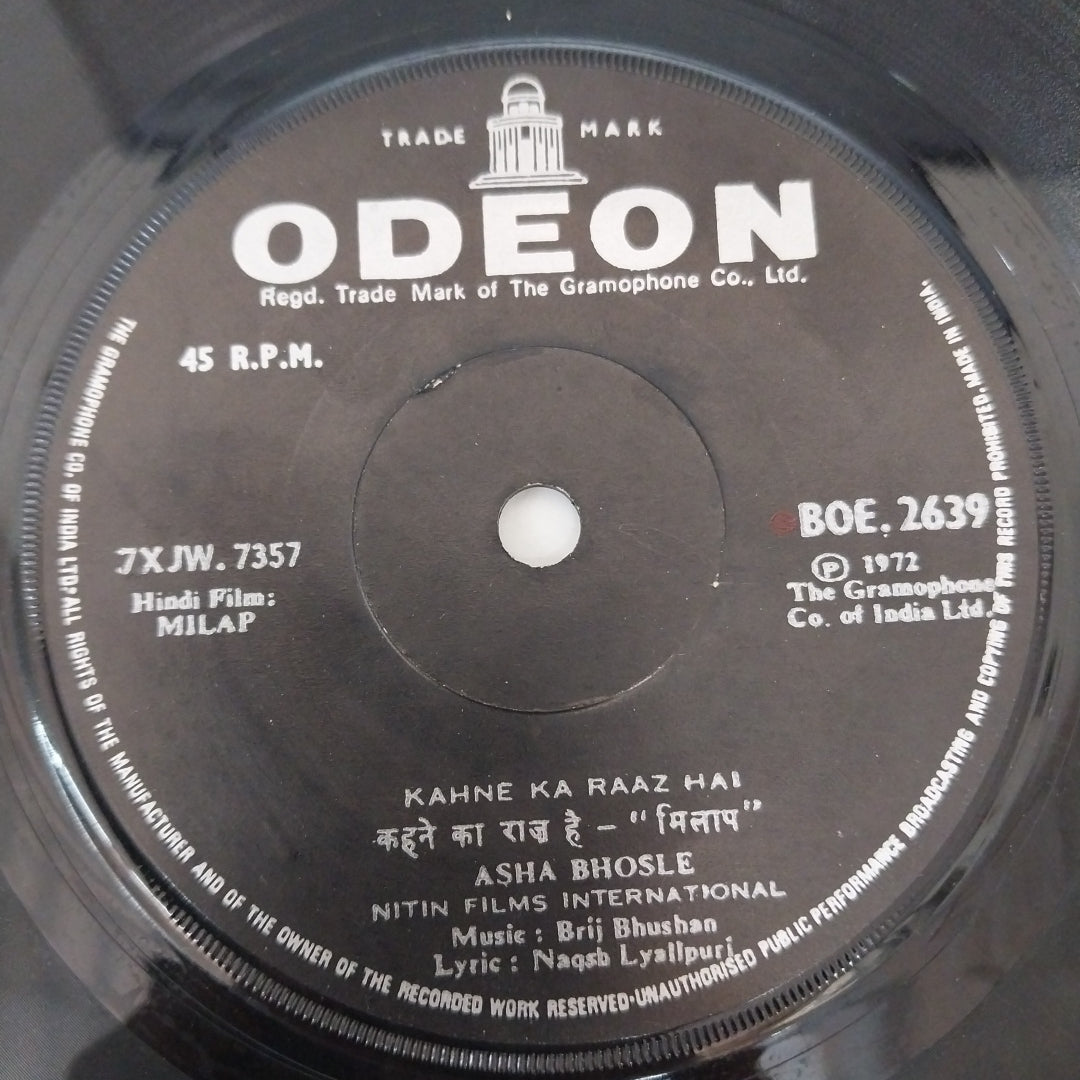 TRADE MARK
ODEON
Regd. Trade Mark of The Gramophone Co., Ltd.
45 R.P.M.
7XJW. 7357
Hindi Film:
MILAP
BOE. 2639
Ⓟ 1972
The Gramophone
Co. of India Ltd.
KAHNE KA RAAZ HAI
कहने का राज़ है – "मिलाप"
ASHA BHOSLE
NITIN FILMS INTERNATIONAL
Music : Brij Bhushan
Lyric : Naqsb Lyallpuri
THE GRAMOPHONE CO. OF INDIA LTD. ALL RIGHTS OF THE MANUFACTURER AND OF THE OWNER OF THE RECORDED WORK RESERVED·UNAUTHORISED PUBLIC PERFORMANCE BROADCASTING AND COPYING OF THIS RECORD PROHIBITED. MADE IN INDIA.